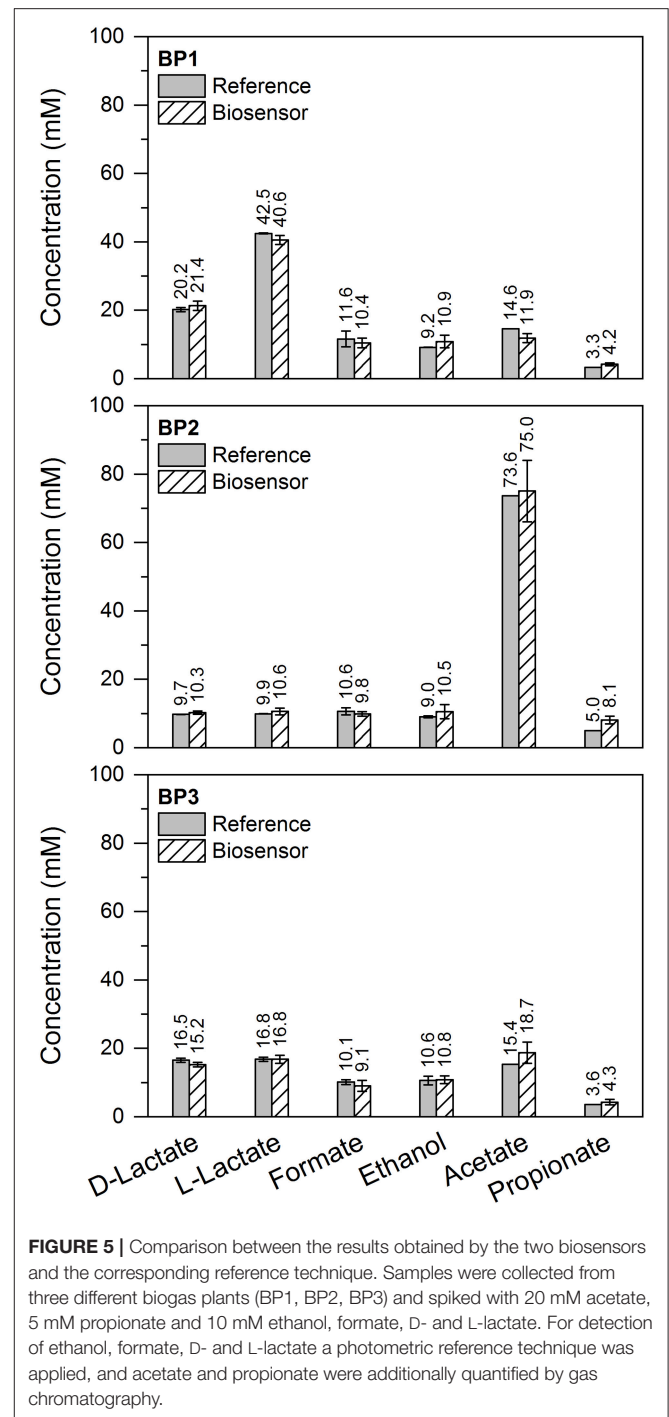 100
80
60
40
20
0
Concentration (mM)
BP1
Reference
Biosensor
20.2
21.4
42.5
40.6
11.6
10.4
9.2
10.9
14.6
11.9
3.3
4.2
100
80
60
40
20
0
Concentration (mM)
BP2
Reference
Biosensor
9.7
10.3
9.9
10.6
10.6
9.8
9.0
10.5
73.6
75.0
5.0
8.1
100
80
60
40
20
0
Concentration (mM)
BP3
Reference
Biosensor
16.5
15.2
16.8
16.8
10.1
9.1
10.6
10.8
15.4
18.7
3.6
4.3
D-Lactate
L-Lactate
Formate
Ethanol
Acetate
Propionate
FIGURE 5 | Comparison between the results obtained by the two biosensors
and the corresponding reference technique. Samples were collected from
three different biogas plants (BP1, BP2, BP3) and spiked with 20 mM acetate,
5 mM propionate and 10 mM ethanol, formate, D- and L-lactate. For detection
of ethanol, formate, D- and L-lactate a photometric reference technique was
applied, and acetate and propionate were additionally quantified by gas
chromatography.